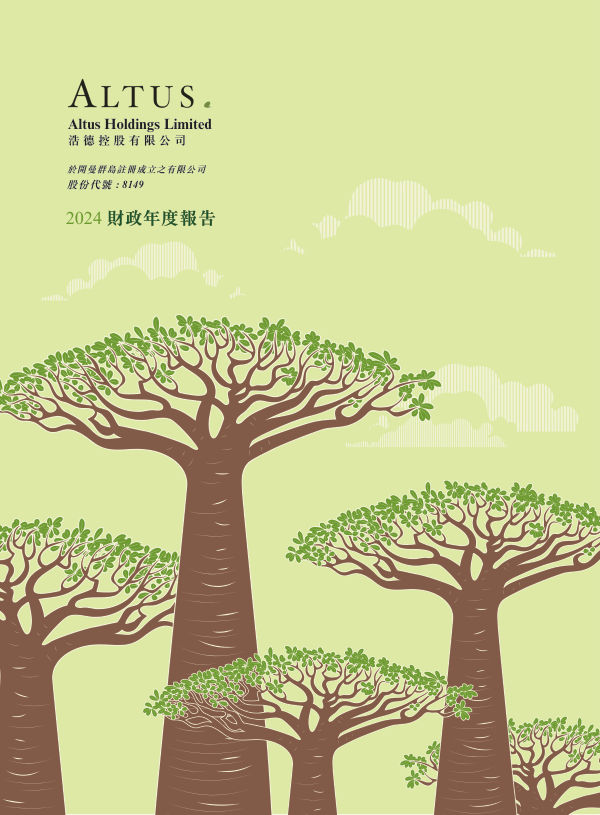 ALTUS.
Altus Holdings Limited
浩德控股有限公司
於開曼群島註冊成立之有限公司
股份代號：8149
2024 財政年度報告